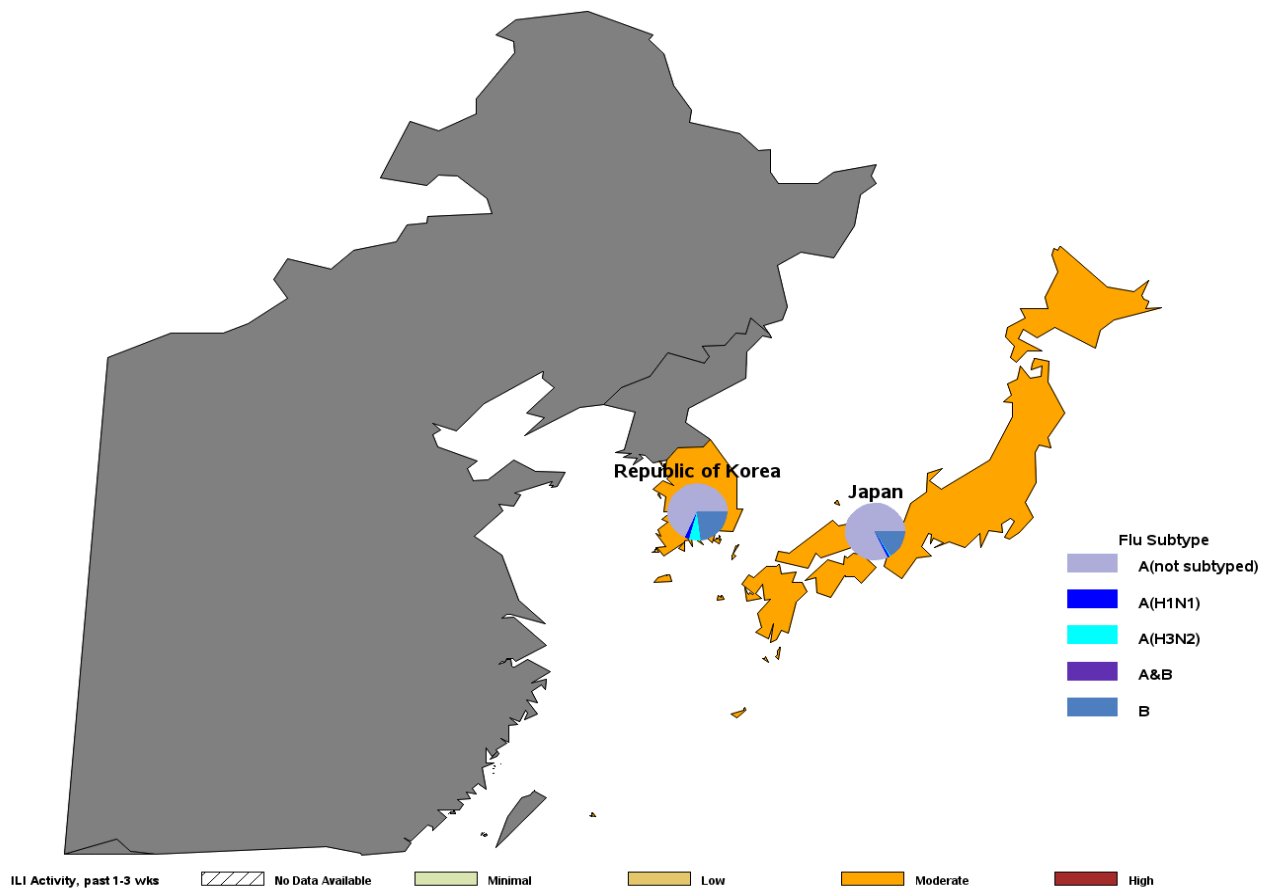 Republic of Korea
Japan
Flu Subtype
A(not subtyped)
A(H1N1)
A(H3N2)
A&B
B
ILI Activity, past 1-3 wks No Data Available Minimal Low Moderate High